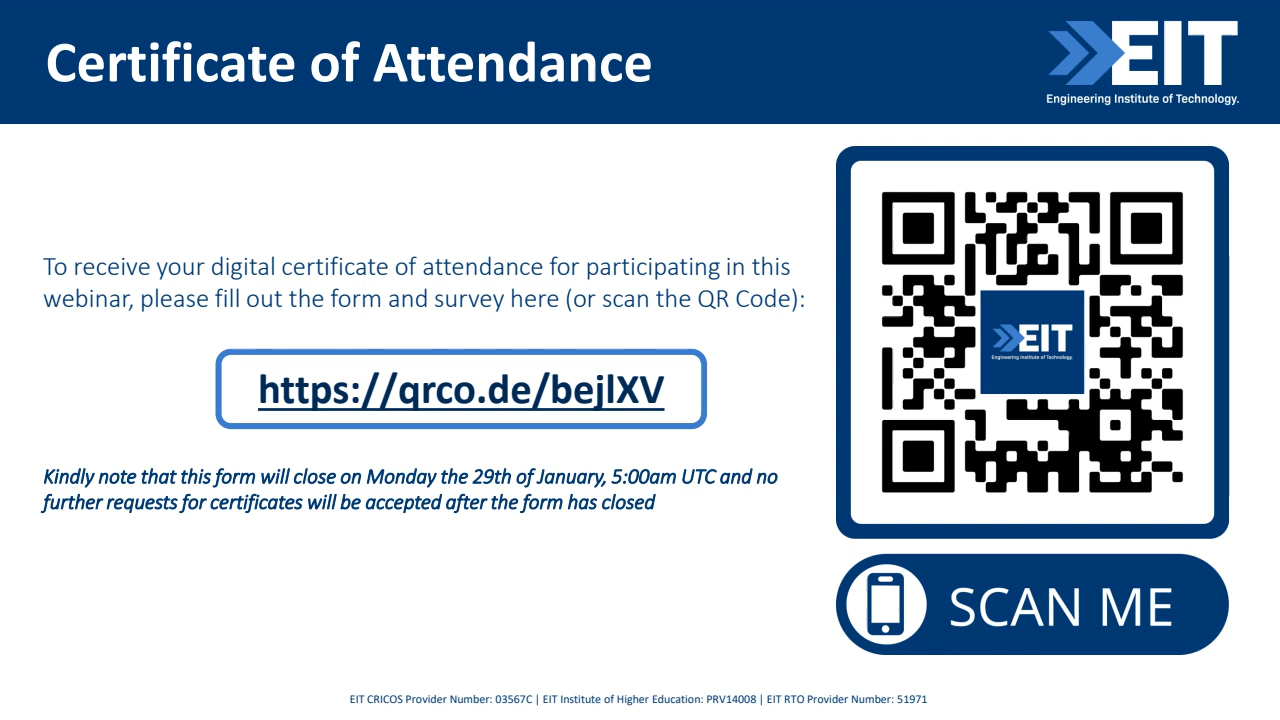 Certificate of Attendance
EIT
Engineering Institute of Technology.
To receive your digital certificate of attendance for participating in this
webinar, please fill out the form and survey here (or scan the QR Code):
https://qrco.de/bejlXV
Kindly note that this form will close on Monday the 29th of January, 5:00am UTC and no
further requests for certificates will be accepted after the form has closed
EIT
Engineering Institute of Technology.
SCAN ME
EIT CRICOS Provider Number: 03567C | EIT Institute of Higher Education: PRV14008 | EIT RTO Provider Number: 51971